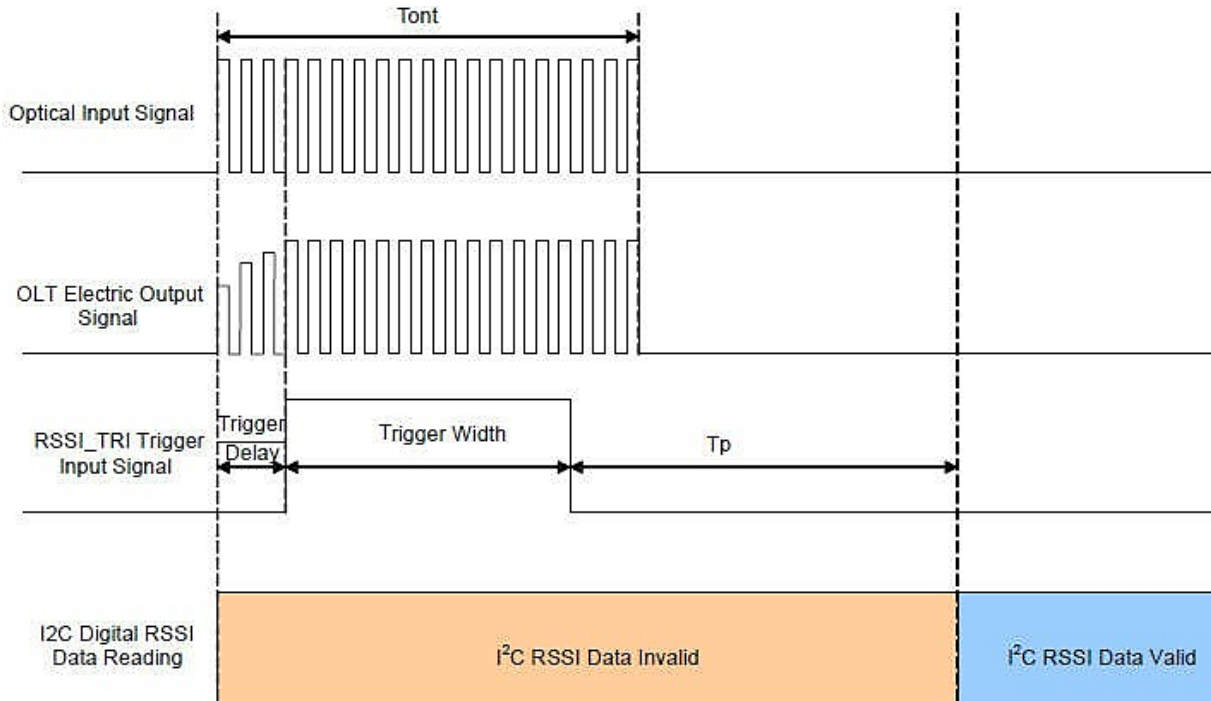 Tont
Optical Input Signal
OLT Electric Output
Signal
RSSI_TRI Trigger
Input Signal
Trigger
Delay
Trigger Width
Tp
I2C Digital RSSI
Data Reading
I²C RSSI Data Invalid
I²C RSSI Data Valid